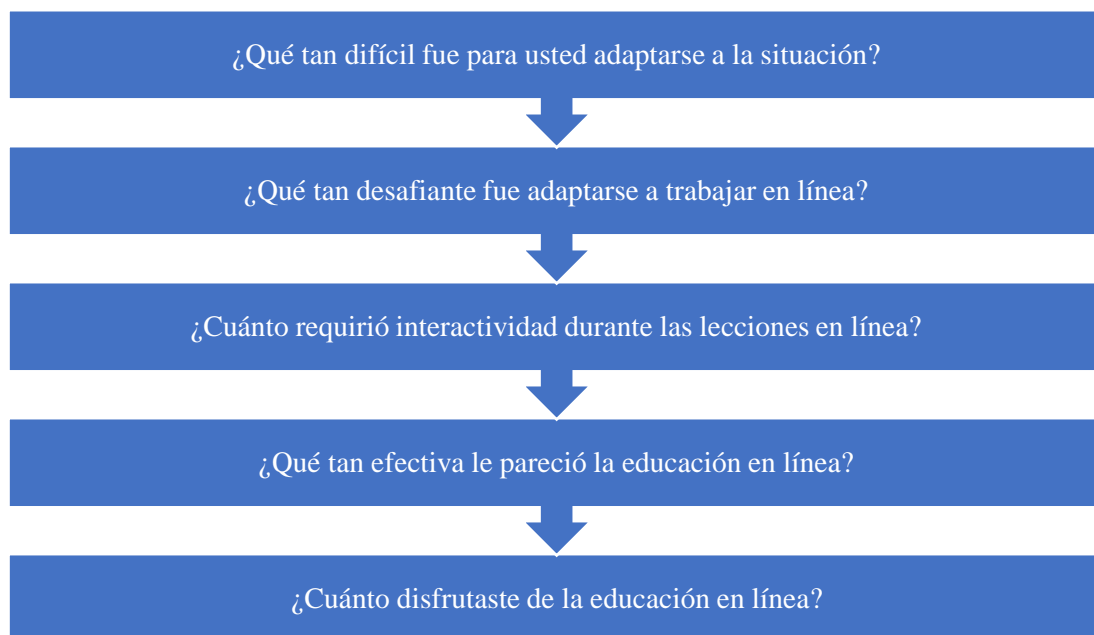 ¿Qué tan difícil fue para usted adaptarse a la situación?
¿Qué tan desafiante fue adaptarse a trabajar en línea?
¿Cuánto requirió interactividad durante las lecciones en línea?
¿Qué tan efectiva le pareció la educación en línea?
¿Cuánto disfrutaste de la educación en línea?